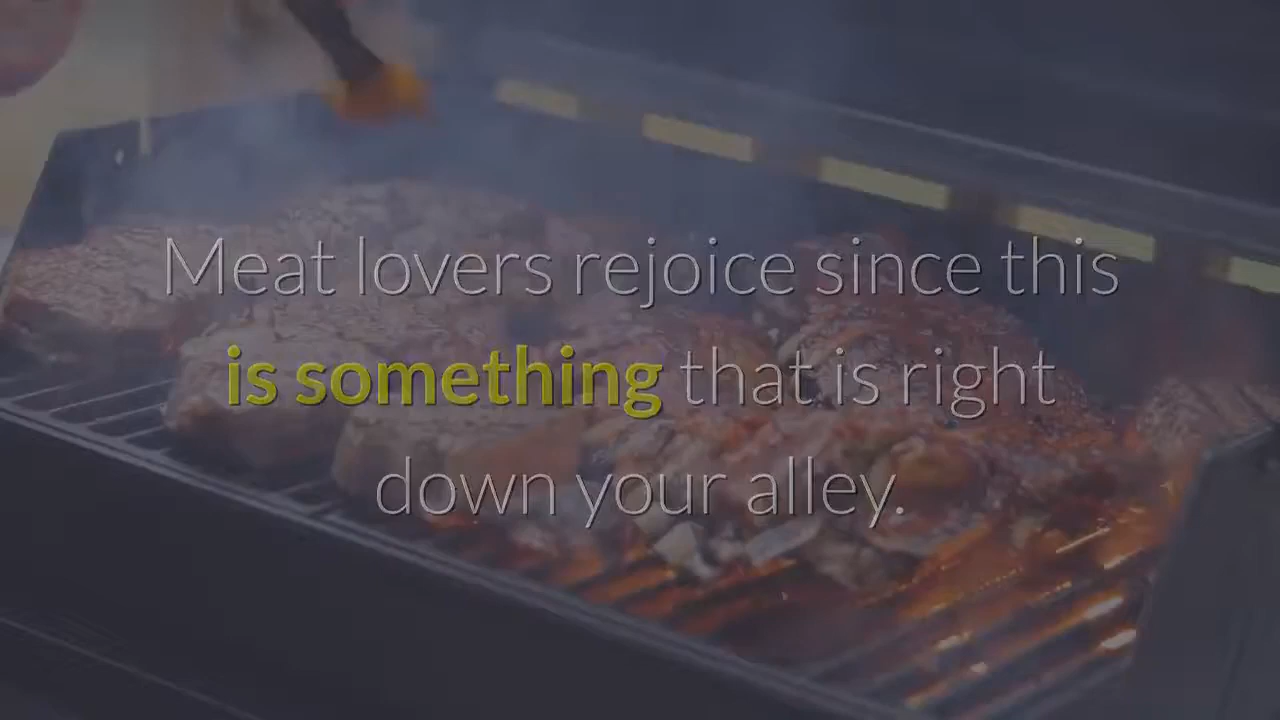 Meat lovers rejoice since this
is something that is right
down your alley.